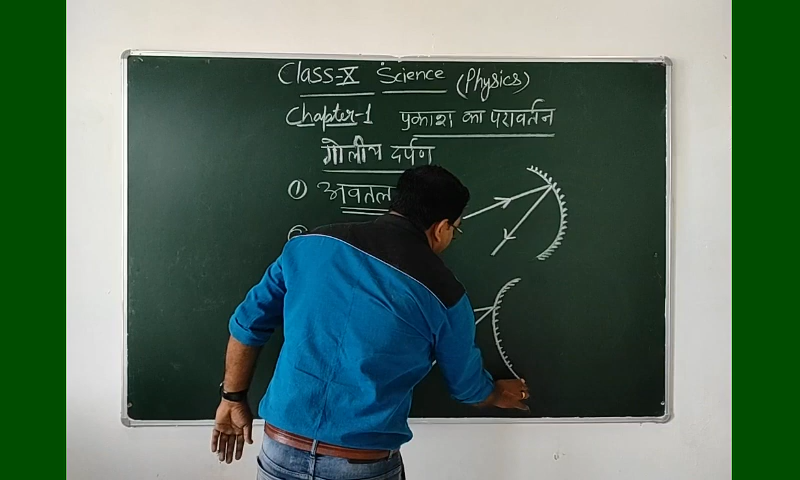 Class-X Science (Physics)
Chapter-1 प्रकाश का परावर्तन
गोलीय दर्पण
① अवतल